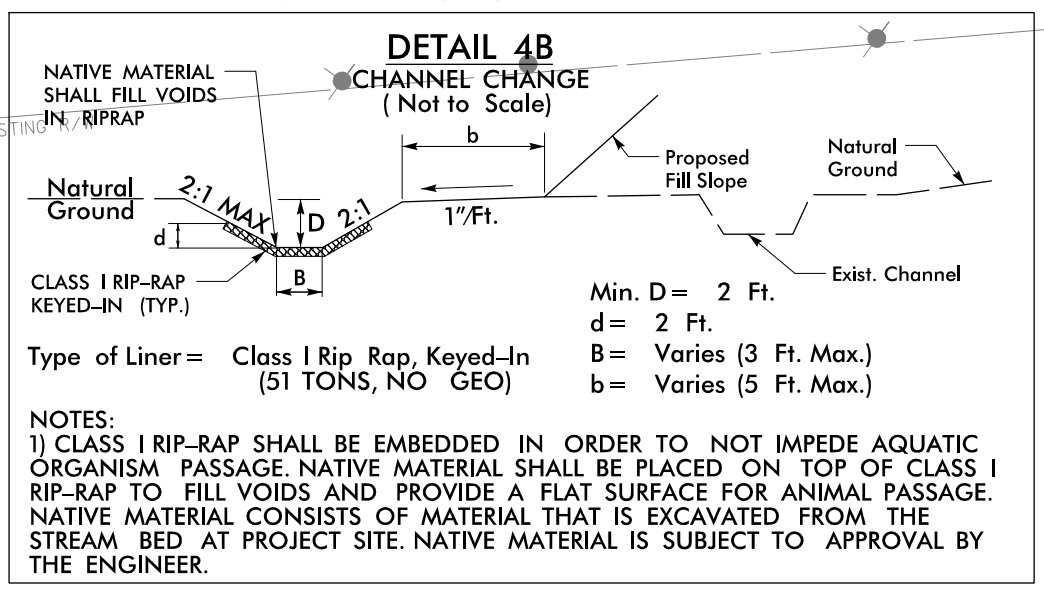 DETAIL 4B
CHANNEL CHANGE
( Not to Scale)
NATIVE MATERIAL
SHALL FILL VOIDS
IN RIPRAP
STING R/W
b
Proposed
Fill Slope
Natural
Ground
Natural
Ground
2:1 MAX
D
2:1
1"/Ft.
d
B
CLASS I RIP–RAP
KEYED–IN (TYP.)
Exist. Channel
Min. D = 2 Ft.
d = 2 Ft.
B = Varies (3 Ft. Max.)
b = Varies (5 Ft. Max.)
Type of Liner = Class I Rip Rap, Keyed–In
(51 TONS, NO GEO)
NOTES:
1) CLASS I RIP–RAP SHALL BE EMBEDDED IN ORDER TO NOT IMPEDE AQUATIC
ORGANISM PASSAGE. NATIVE MATERIAL SHALL BE PLACED ON TOP OF CLASS I
RIP–RAP TO FILL VOIDS AND PROVIDE A FLAT SURFACE FOR ANIMAL PASSAGE.
NATIVE MATERIAL CONSISTS OF MATERIAL THAT IS EXCAVATED FROM THE
STREAM BED AT PROJECT SITE. NATIVE MATERIAL IS SUBJECT TO APPROVAL BY
THE ENGINEER.